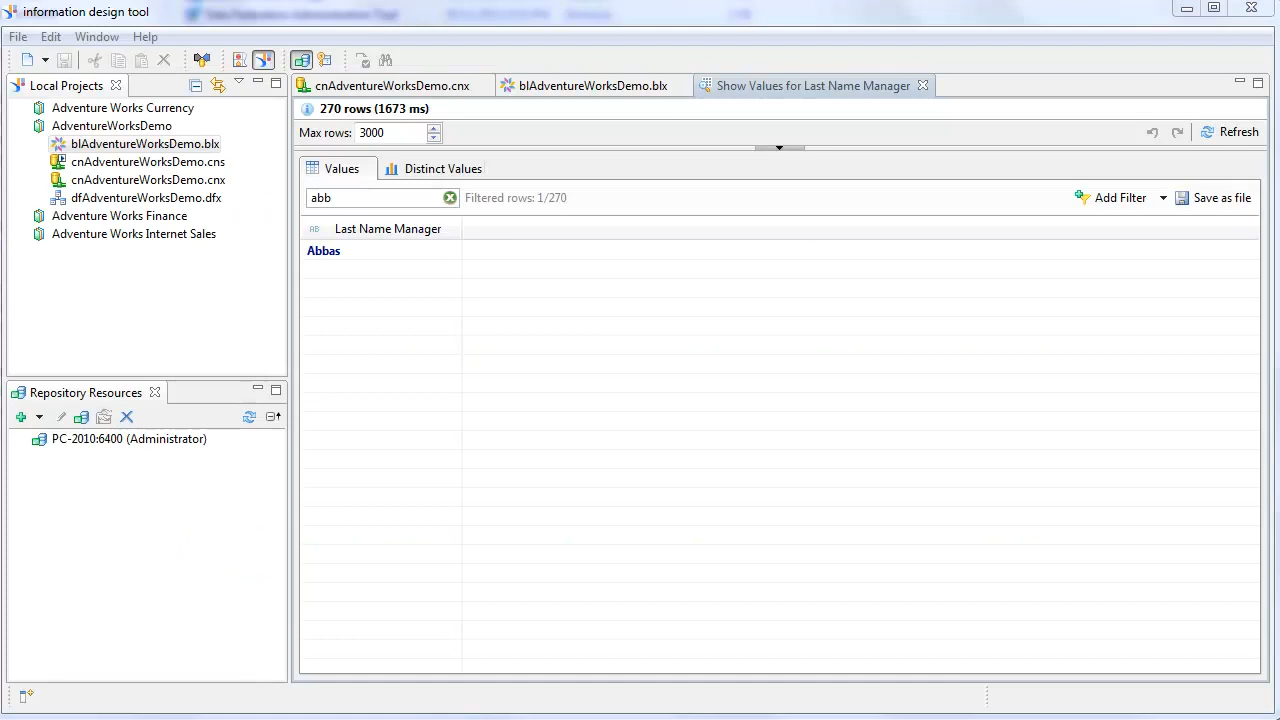 information design tool
File Edit Window Help
Local Projects
cnAdventureWorksDemo.cnx
blAdventureWorksDemo.blx
Show Values for Last Name Manager
Adventure Works Currency
AdventureWorksDemo
blAdventureWorksDemo.blx
cnAdventureWorksDemo.cns
cnAdventureWorksDemo.cnx
dfAdventureWorksDemo.dfx
Adventure Works Finance
Adventure Works Internet Sales
270 rows (1673 ms)
Max rows: 3000
Refresh
Values
Distinct Values
abb
Filtered rows: 1/270
Add Filter
Save as file
AB Last Name Manager
Abbas
Repository Resources
PC-2010:6400 (Administrator)